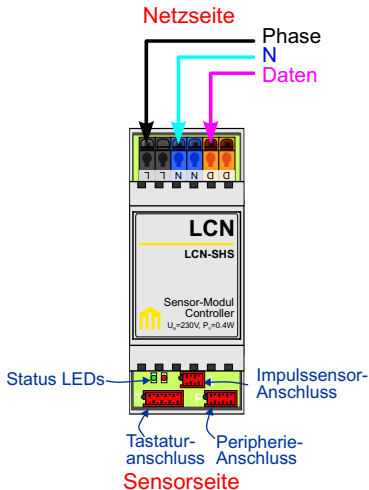 Netzseite
Phase
N
Daten
L L N N D D
LCN
LCN-SHS
Sensor-Modul
Controller
Uₙ=230V, Pᵥ=0.4W
Status LEDs
Impulssensor-
Anschluss
T
P
Tastatur-
anschluss
Peripherie-
Anschluss
Sensorseite